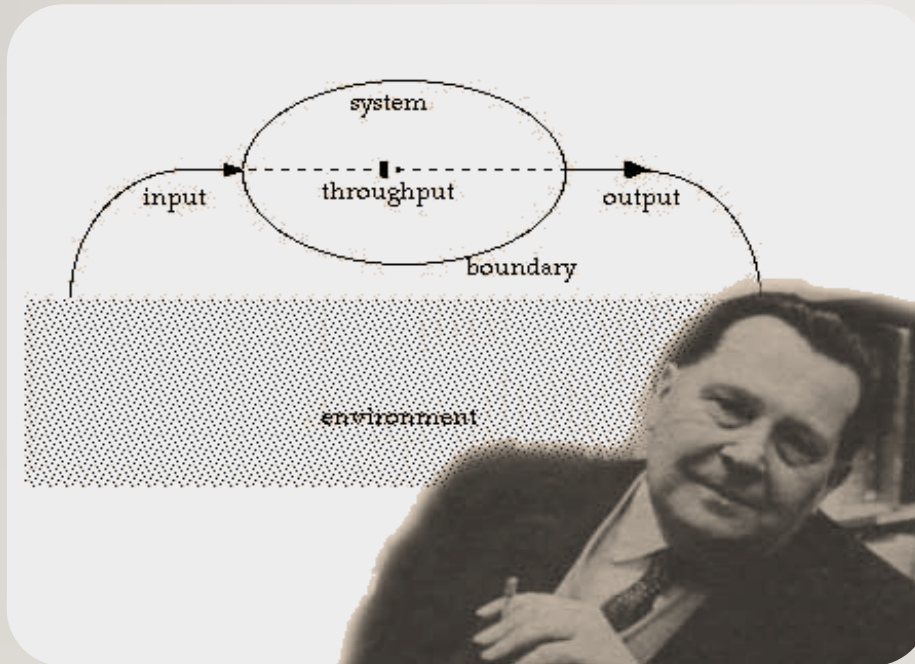 system
input
throughput
output
boundary
environment